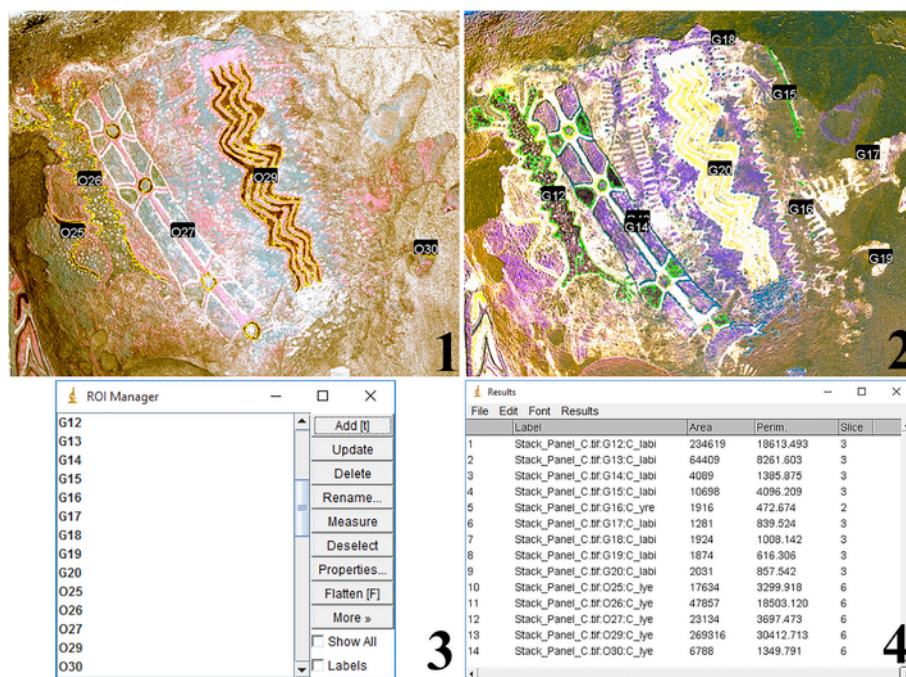 O26
O25
O27
O29
O30
1
G18
G15
G17
G12
G20
G14
G16
G19
2
ROI Manager
G12
G13
G14
G15
G16
G17
G18
G19
G20
O25
O26
O27
O29
O30
Add [t]
Update
Delete
Rename...
Measure
Deselect
Properties...
Flatten [F]
More »
Show All
Labels
3
Results
File Edit Font Results
Label Area Perim. Slice
1 Stack_Panel_C.tif:G12:C_labi 234619 18613.493 3
2 Stack_Panel_C.tif:G13:C_labi 64409 8261.603 3
3 Stack_Panel_C.tif:G14:C_labi 4089 1385.875 3
4 Stack_Panel_C.tif:G15:C_labi 10698 4096.209 3
5 Stack_Panel_C.tif:G16:C_yre 1916 472.674 2
6 Stack_Panel_C.tif:G17:C_labi 1281 839.524 3
7 Stack_Panel_C.tif:G18:C_labi 1924 1008.142 3
8 Stack_Panel_C.tif:G19:C_labi 1874 616.306 3
9 Stack_Panel_C.tif:G20:C_labi 2031 857.542 3
10 Stack_Panel_C.tif:O25:C_lye 17634 3299.918 6
11 Stack_Panel_C.tif:O26:C_lye 47857 18503.120 6
12 Stack_Panel_C.tif:O27:C_lye 23134 3697.473 6
13 Stack_Panel_C.tif:O29:C_lye 269316 30412.713 6
14 Stack_Panel_C.tif:O30:C_lye 6788 1349.791 6
4